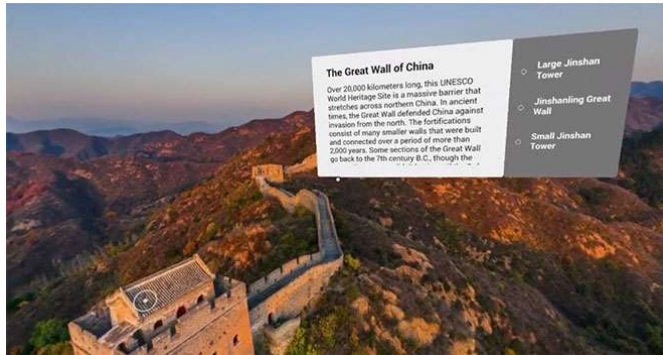 The Great Wall of China
Over 20,000 kilometers long, this UNESCO
World Heritage Site is a massive barrier that
stretches across northern China. In ancient
times, the Great Wall defended China against
invasion from the north. The fortifications
consist of many smaller walls that were built
and connected over a period of more than
2,000 years. Some sections of the Great Wall
go back to the 7th century B.C., though the
Large Jinshan
Tower
Jinshanling Great
Wall
Small Jinshan
Tower